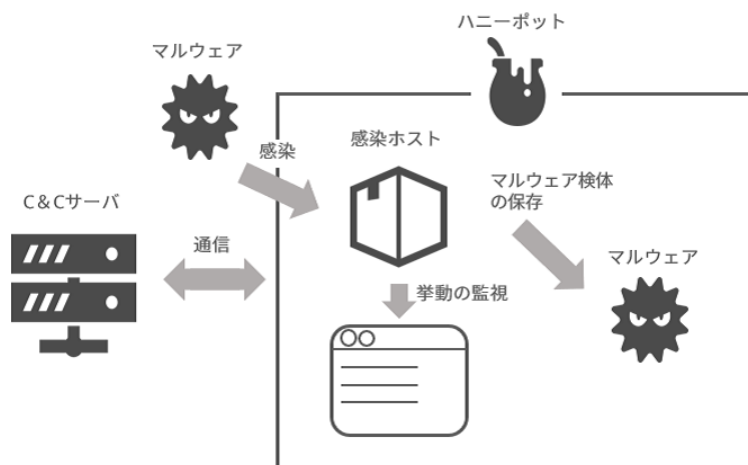 ハニーポット
マルウェア
感染
感染ホスト
マルウェア検体
の保存
C&Cサーバ
通信
マルウェア
挙動の監視